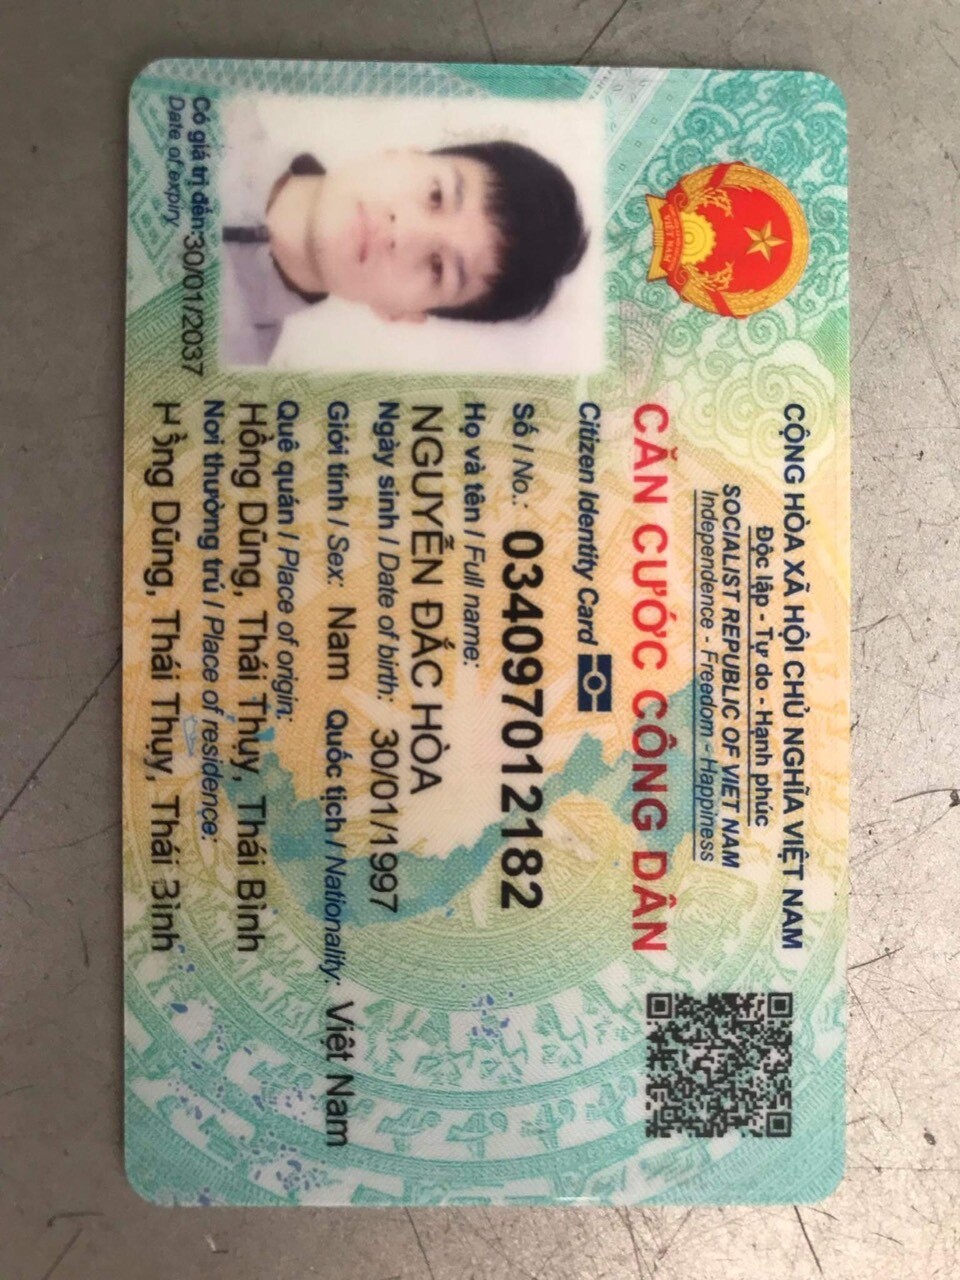 CỘNG HÒA XÃ HỘI CHỦ NGHĨA VIỆT NAM
Độc lập - Tự do - Hạnh phúc
SOCIALIST REPUBLIC OF VIET NAM
Independence - Freedom - Happiness
CĂN CƯỚC CÔNG DÂN
Citizen Identity Card
Số / No.: 034097012182
Họ và tên / Full name:
NGUYỄN ĐẮC HÒA
Ngày sinh / Date of birth: 30/01/1997
Giới tính / Sex: Nam Quốc tịch / Nationality: Việt Nam
Quê quán / Place of origin:
Hồng Dũng, Thái Thụy, Thái Bình
Nơi thường trú / Place of residence:
Hồng Dũng, Thái Thụy, Thái Bình
Có giá trị đến: 30/01/2037
Date of expiry
VIỆT NAM